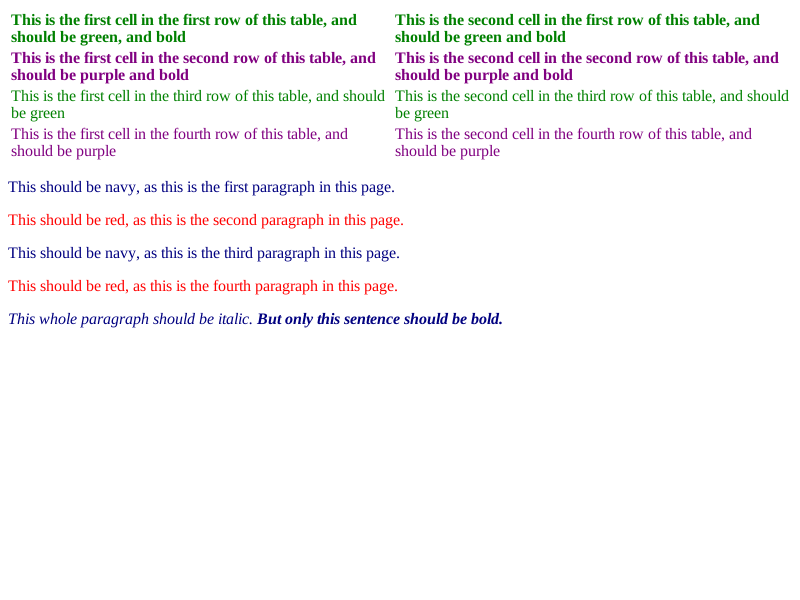 This is the first cell in the first row of this table, and
should be green, and bold
This is the second cell in the first row of this table, and
should be green and bold
This is the first cell in the second row of this table, and
should be purple and bold
This is the second cell in the second row of this table, and
should be purple and bold
This is the first cell in the third row of this table, and should
be green
This is the second cell in the third row of this table, and should
be green
This is the first cell in the fourth row of this table, and
should be purple
This is the second cell in the fourth row of this table, and
should be purple
This should be navy, as this is the first paragraph in this page.
This should be red, as this is the second paragraph in this page.
This should be navy, as this is the third paragraph in this page.
This should be red, as this is the fourth paragraph in this page.
This whole paragraph should be italic. But only this sentence should be bold.